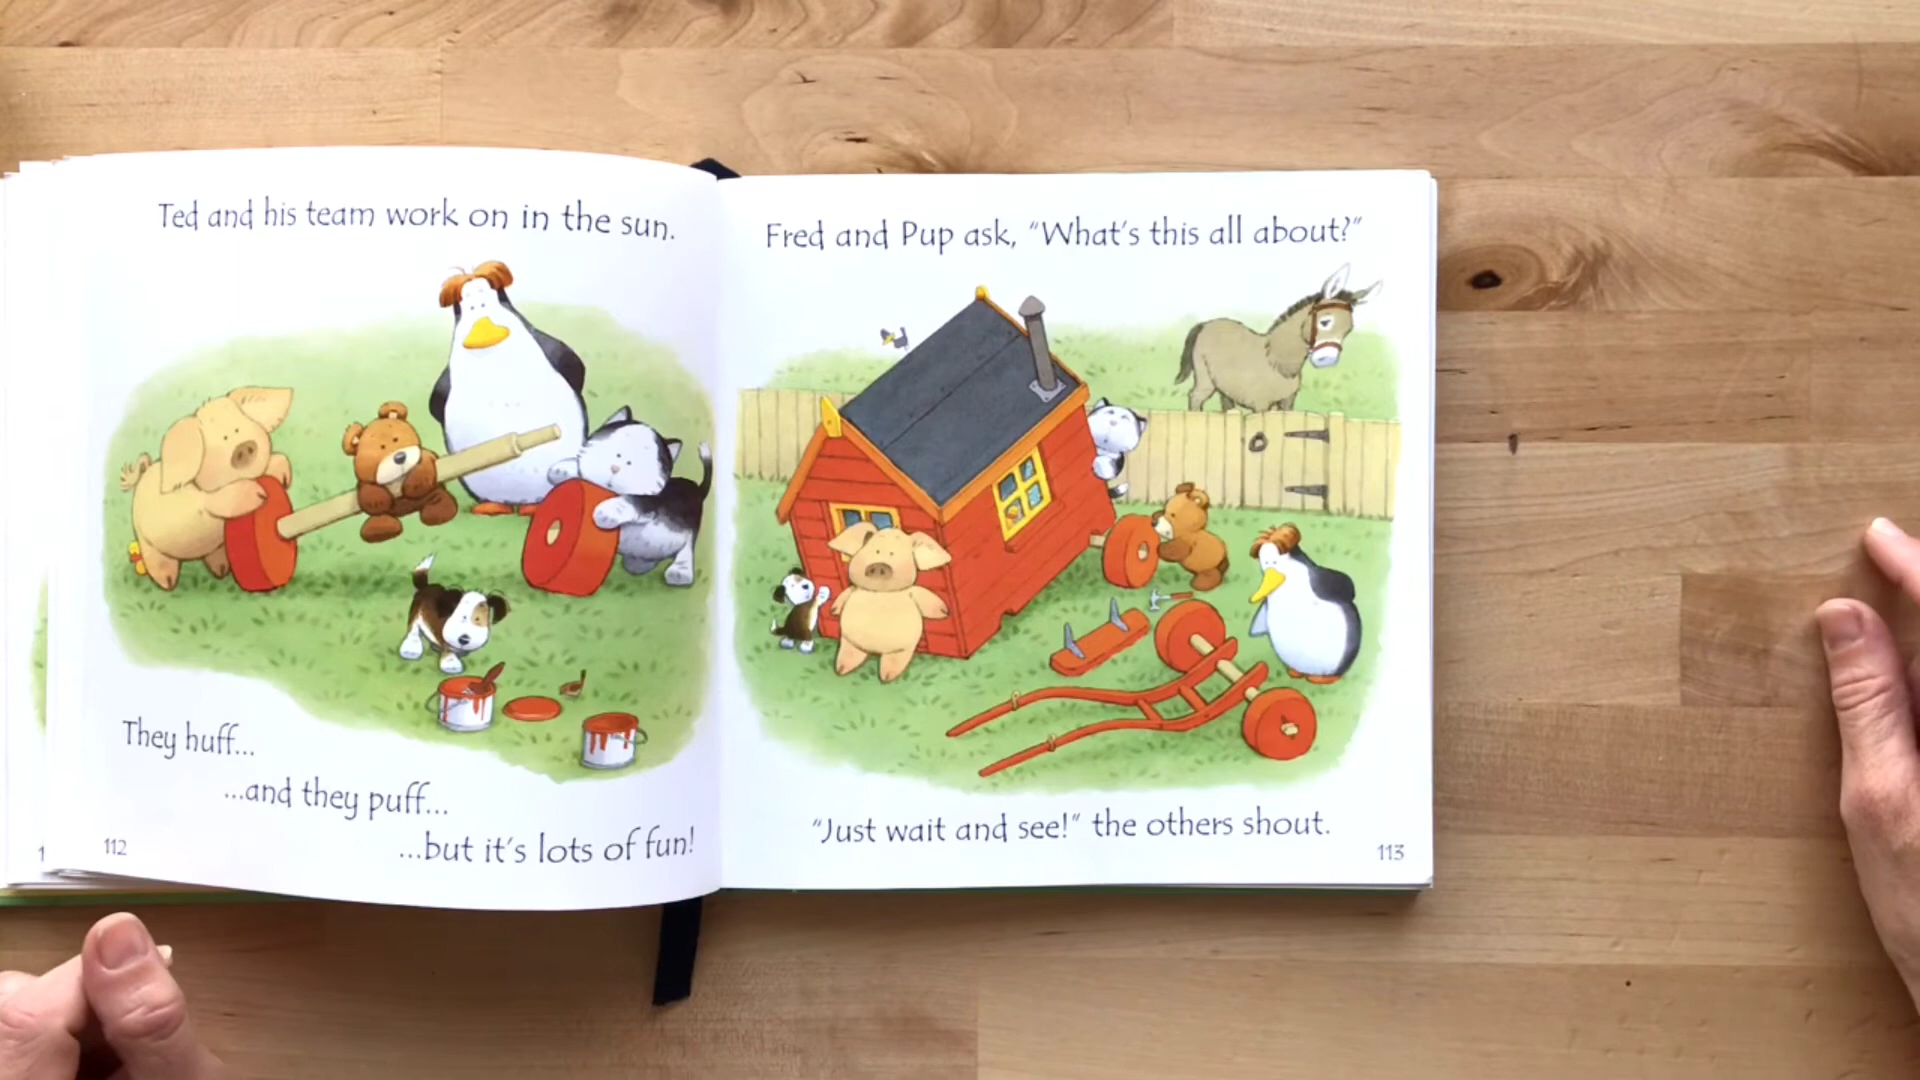 Ted and his team work on in the sun.
They huff...
...and they puff...
...but it's lots of fun!
1
112
Fred and Pup ask, "What's this all about?"
"Just wait and see!" the others shout.
113